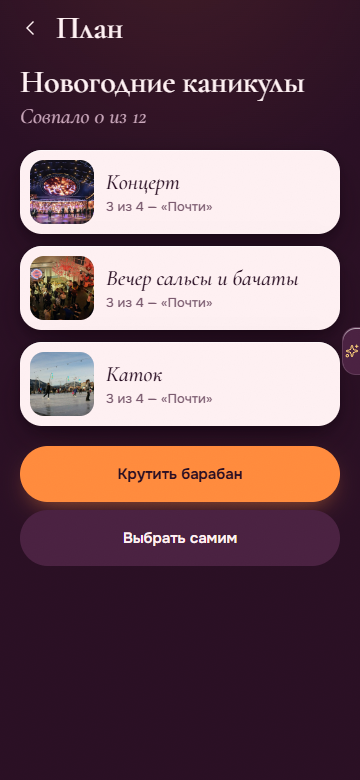 План
Новогодние каникулы
Совпало 0 из 12
Концерт
3 из 4 — «Почти»
Вечер сальсы и бачаты
3 из 4 — «Почти»
Каток
3 из 4 — «Почти»
Крутить барабан
Выбрать самим